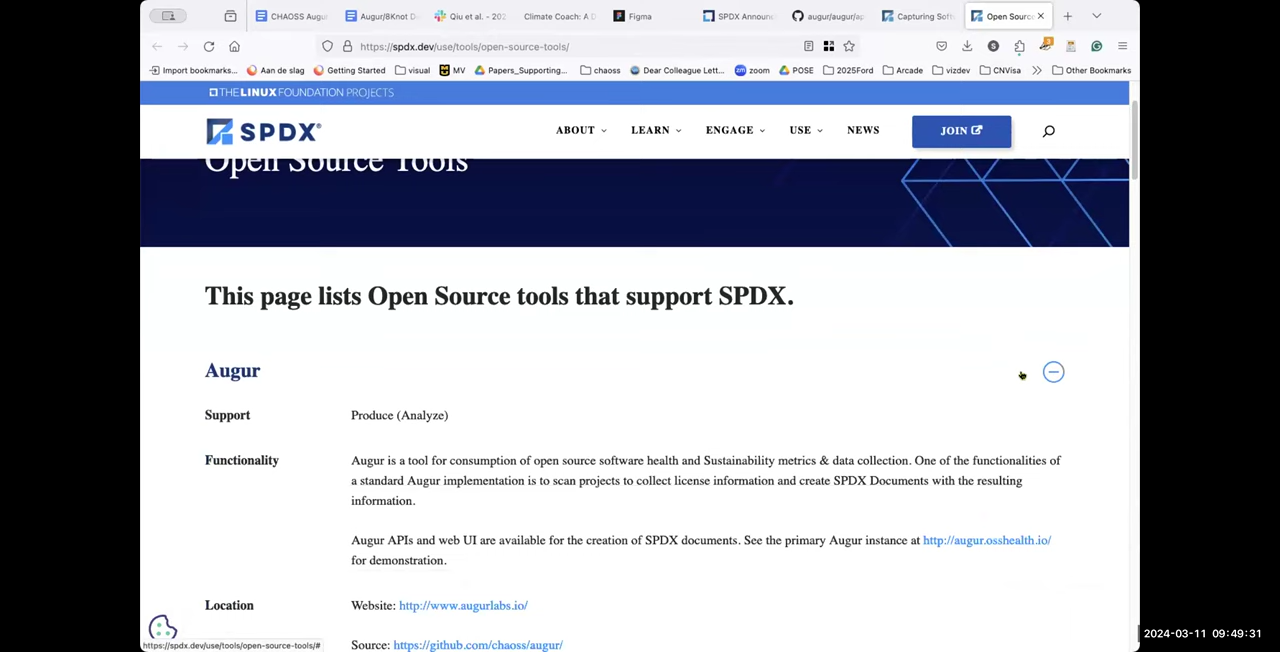 CHAOSS Augur
Augur/8Knot De
Qiu et al. - 202
Climate Coach: A D
Figma
SPDX Announc
augur/augur/ap
Capturing Soft
Open Source
https://spdx.dev/use/tools/open-source-tools/
Import bookmarks...
Aan de slag
Getting Started
visual
MV
Papers_Supporting...
chaoss
Dear Colleague Lett...
zoom
POSE
2025Ford
Arcade
vizdev
CNVisa
Other Bookmarks
THE LINUX FOUNDATION PROJECTS
SPDX
ABOUT
LEARN
ENGAGE
USE
NEWS
JOIN
Open Source Tools
This page lists Open Source tools that support SPDX.
Augur
Support
Produce (Analyze)
Functionality
Augur is a tool for consumption of open source software health and Sustainability metrics & data collection. One of the functionalities of
a standard Augur implementation is to scan projects to collect license information and create SPDX Documents with the resulting
information.
Augur APIs and web UI are available for the creation of SPDX documents. See the primary Augur instance at http://augur.osshealth.io/
for demonstration.
Location
Website: http://www.augurlabs.io/
Source: https://github.com/chaoss/augur/
https://spdx.dev/use/tools/open-source-tools/#
2024-03-11 09:49:31